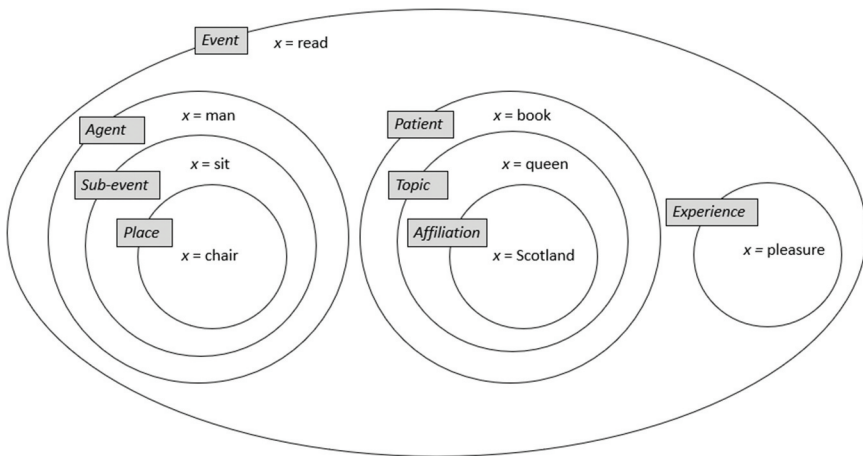 Event
x = read
Agent
x = man
Sub-event
x = sit
Place
x = chair
Patient
x = book
Topic
x = queen
Affiliation
x = Scotland
Experience
x = pleasure